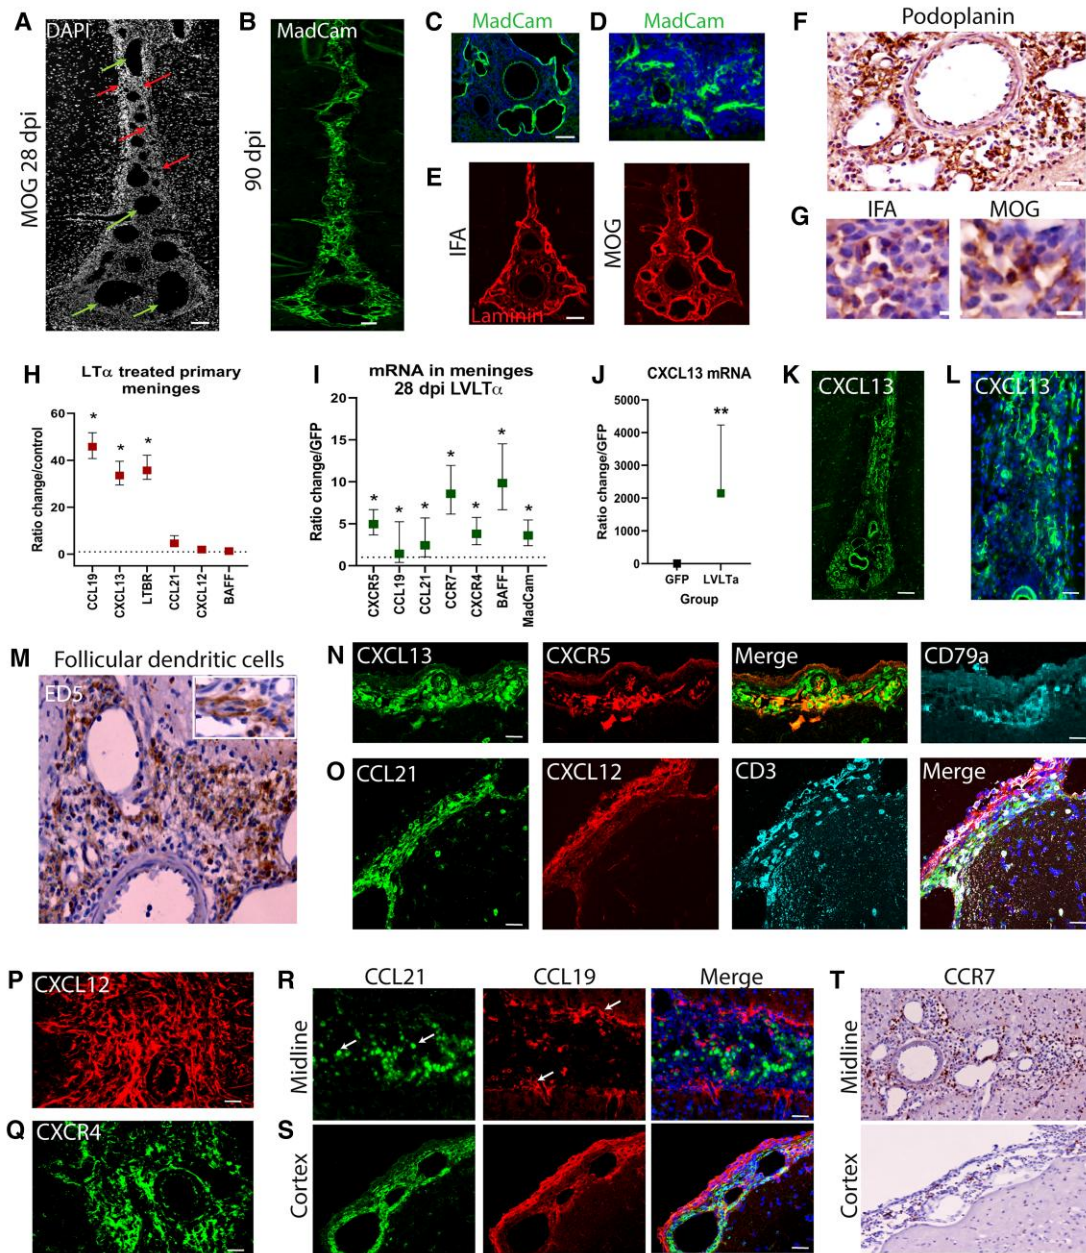 A
DAPI
MOG 28 dpi
B
MadCam
90 dpi
C
MadCam
D
MadCam
E
IFA
Laminin
MOG
F
Podoplanin
G
IFA
MOG
H
LTα treated primary
meninges
Ratio change/control
60
40
20
0
*
*
*
CCL19
CXCL13
LTBR
CCL21
CXCL12
BAFF
I
mRNA in meninges
28 dpi LVLTα
Ratio change/GFP
20
15
10
5
0
*
*
*
*
*
*
*
CXCR5
CCL19
CCL21
CCR7
CXCR4
BAFF
MadCam
J
CXCL13 mRNA
Ratio change/GFP
5000
4000
3000
2000
1000
0
**
GFP
LVLTa
Group
K
CXCL13
L
CXCL13
M
Follicular dendritic cells
ED5
N
CXCL13
CXCR5
Merge
CD79a
O
CCL21
CXCL12
CD3
Merge
P
CXCL12
Q
CXCR4
R
CCL21
CCL19
Merge
Midline
S
Cortex
T
CCR7
Midline
Cortex